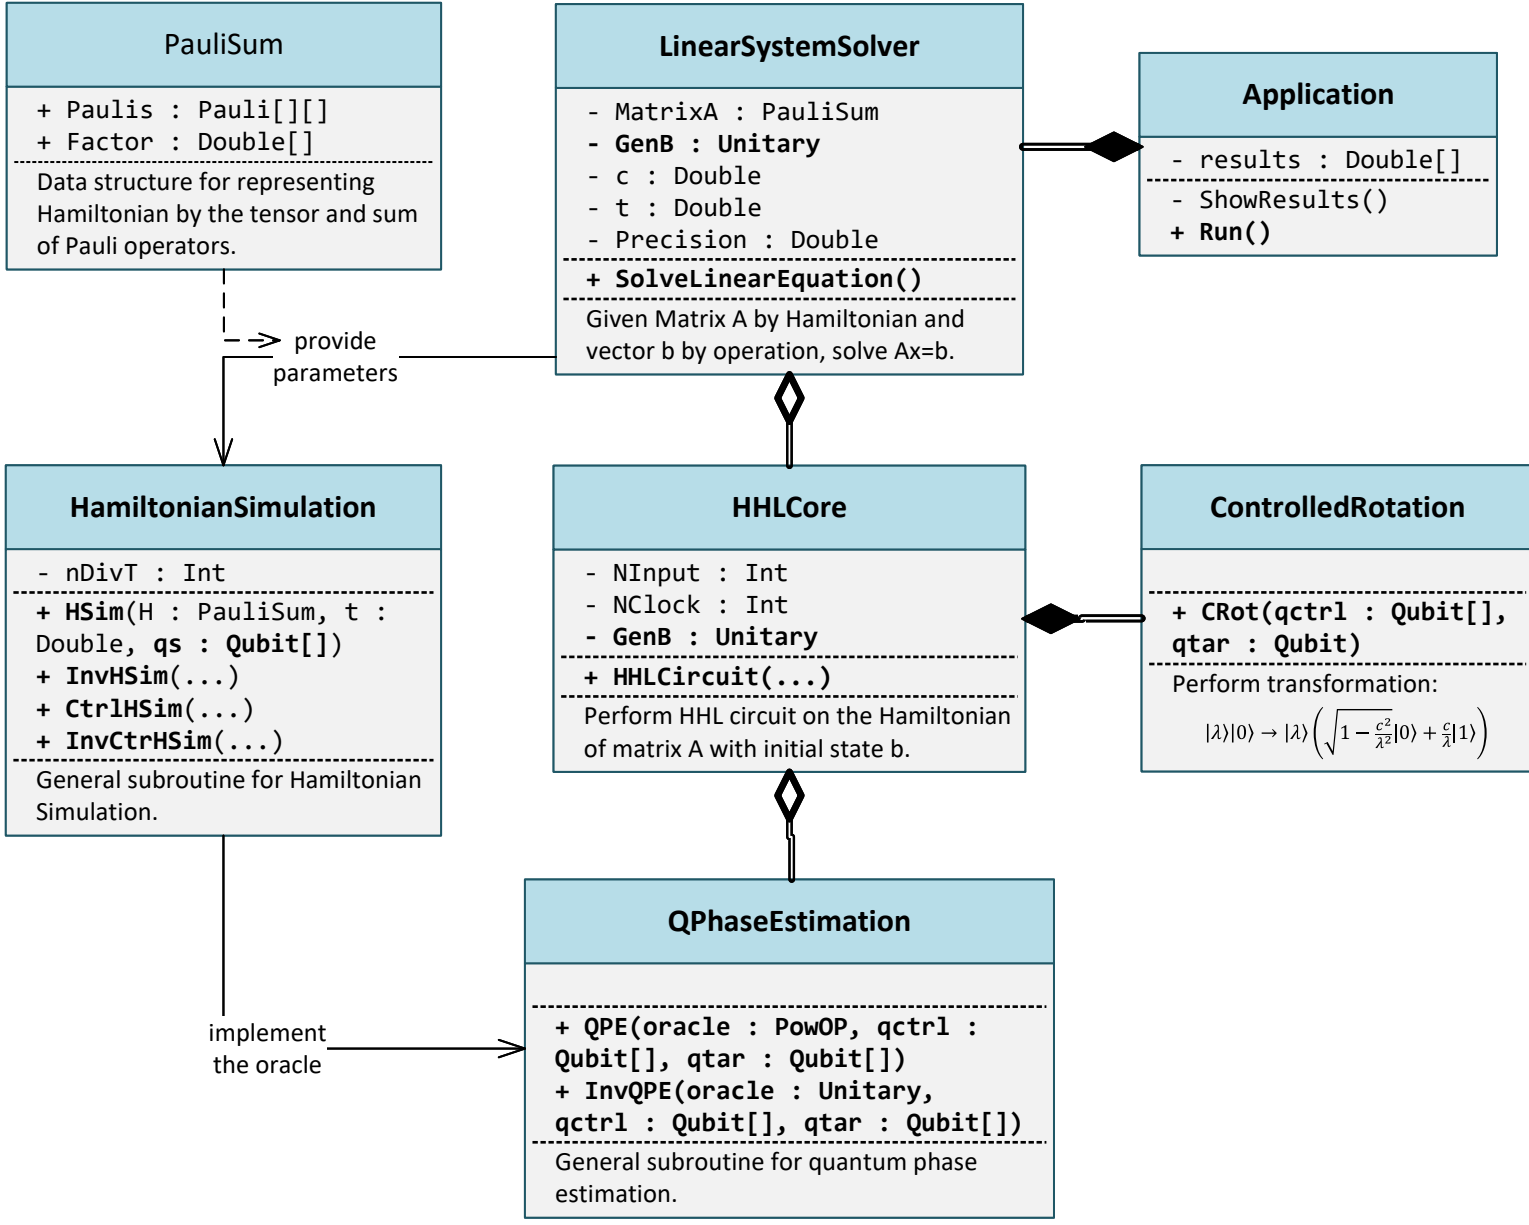 PauliSum
+ Paulis : Pauli[][]
+ Factor : Double[]
Data structure for representing
Hamiltonian by the tensor and sum
of Pauli operators.
LinearSystemSolver
- MatrixA : PauliSum
- GenB : Unitary
- c : Double
- t : Double
- Precision : Double
+ SolveLinearEquation()
Given Matrix A by Hamiltonian and
vector b by operation, solve Ax=b.
Application
- results : Double[]
- ShowResults()
+ Run()
provide
parameters
HamiltonianSimulation
- nDivT : Int
+ HSim(H : PauliSum, t :
Double, qs : Qubit[])
+ InvHSim(...)
+ CtrlHSim(...)
+ InvCtrHSim(...)
General subroutine for Hamiltonian
Simulation.
HHLCore
- NInput : Int
- NClock : Int
- GenB : Unitary
+ HHLCircuit(...)
Perform HHL circuit on the Hamiltonian
of matrix A with initial state b.
ControlledRotation
+ CRot(qctrl : Qubit[],
qtar : Qubit)
Perform transformation:
|λ⟩|0⟩ → |λ⟩(√(1 − c²/λ²)|0⟩ + c/λ|1⟩)
implement
the oracle
QPhaseEstimation
+ QPE(oracle : PowOP, qctrl :
Qubit[], qtar : Qubit[])
+ InvQPE(oracle : Unitary,
qctrl : Qubit[], qtar : Qubit[])
General subroutine for quantum phase
estimation.